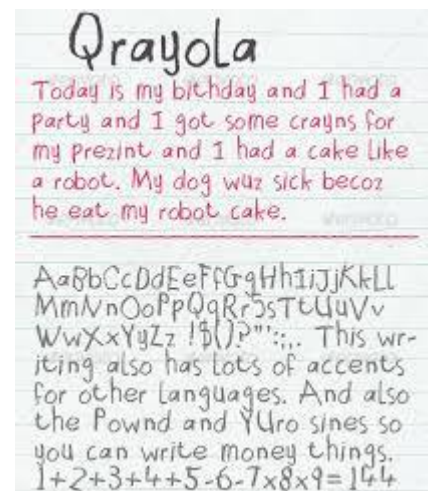 Qrayola
Today is my bithday and I had a
party and I got some crayns for
my prezint and I had a cake like
a robot. My dog wuz sick becoz
he eat my robot cake.
AaBbCcDdEeFfGgHhIiJjKkLl
MmNnOoPpQqRrSsTtUuVv
WwXxYyZz !$()?"':;,. This wr-
iting also has lots of accents
for other languages. And also
the Pownd and YUro sines so
you can write money things.
1+2+3+4+5-6-7x8x9=144